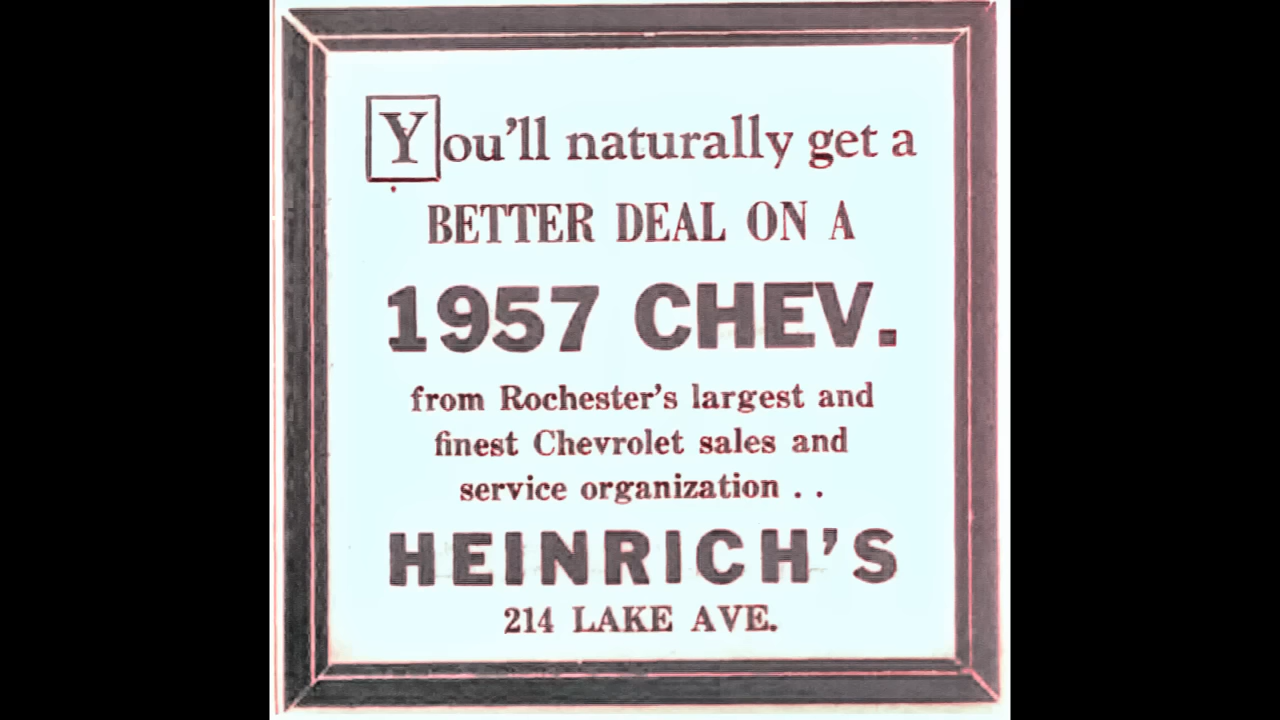 You'll naturally get a
BETTER DEAL ON A
1957 CHEV.
from Rochester's largest and
finest Chevrolet sales and
service organization . .
HEINRICH'S
214 LAKE AVE.